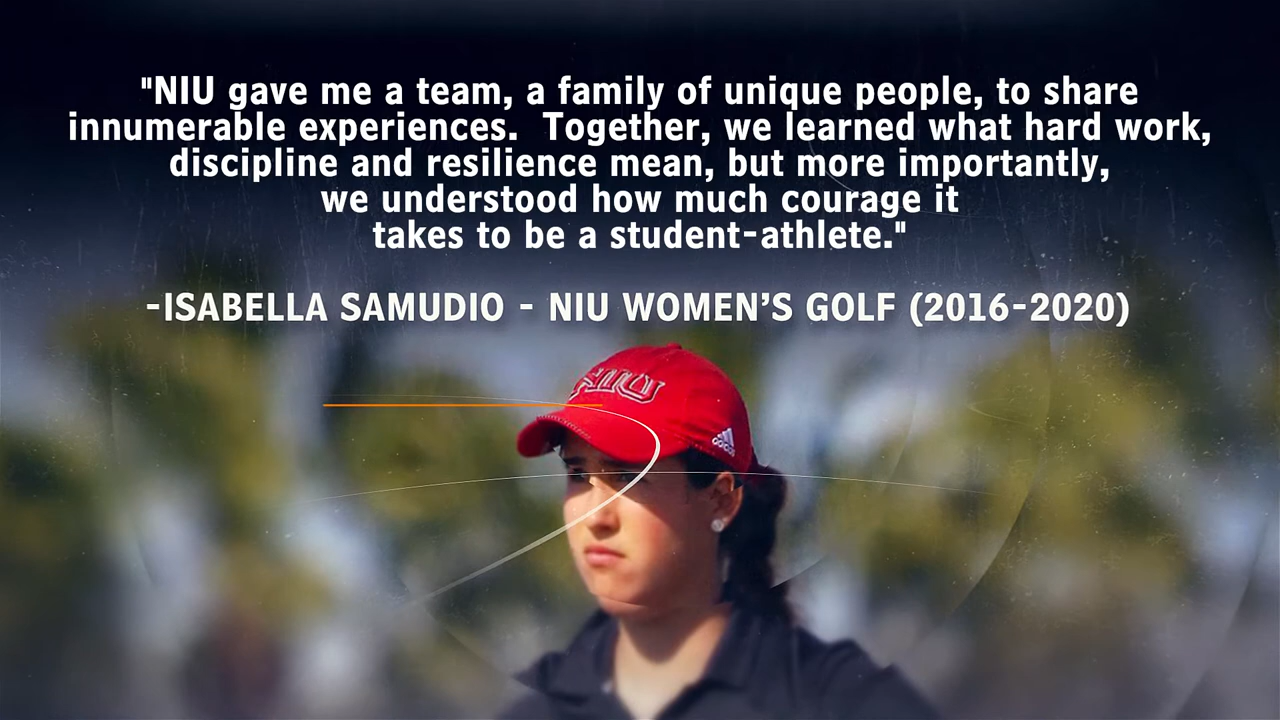 "NIU gave me a team, a family of unique people, to share
innumerable experiences.  Together, we learned what hard work,
discipline and resilience mean, but more importantly,
we understood how much courage it
takes to be a student-athlete."
-ISABELLA SAMUDIO - NIU WOMEN’S GOLF (2016-2020)
NIU
adidas